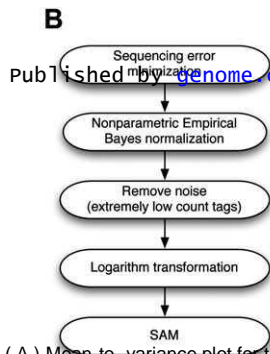 B
Sequencing error
minimization
Published by genome.
Nonparametric Empirical
Bayes normalization
Remove noise
(extremely low count tags)
Logarithm transformation
SAM
( A ) Mean-to-variance plot for t